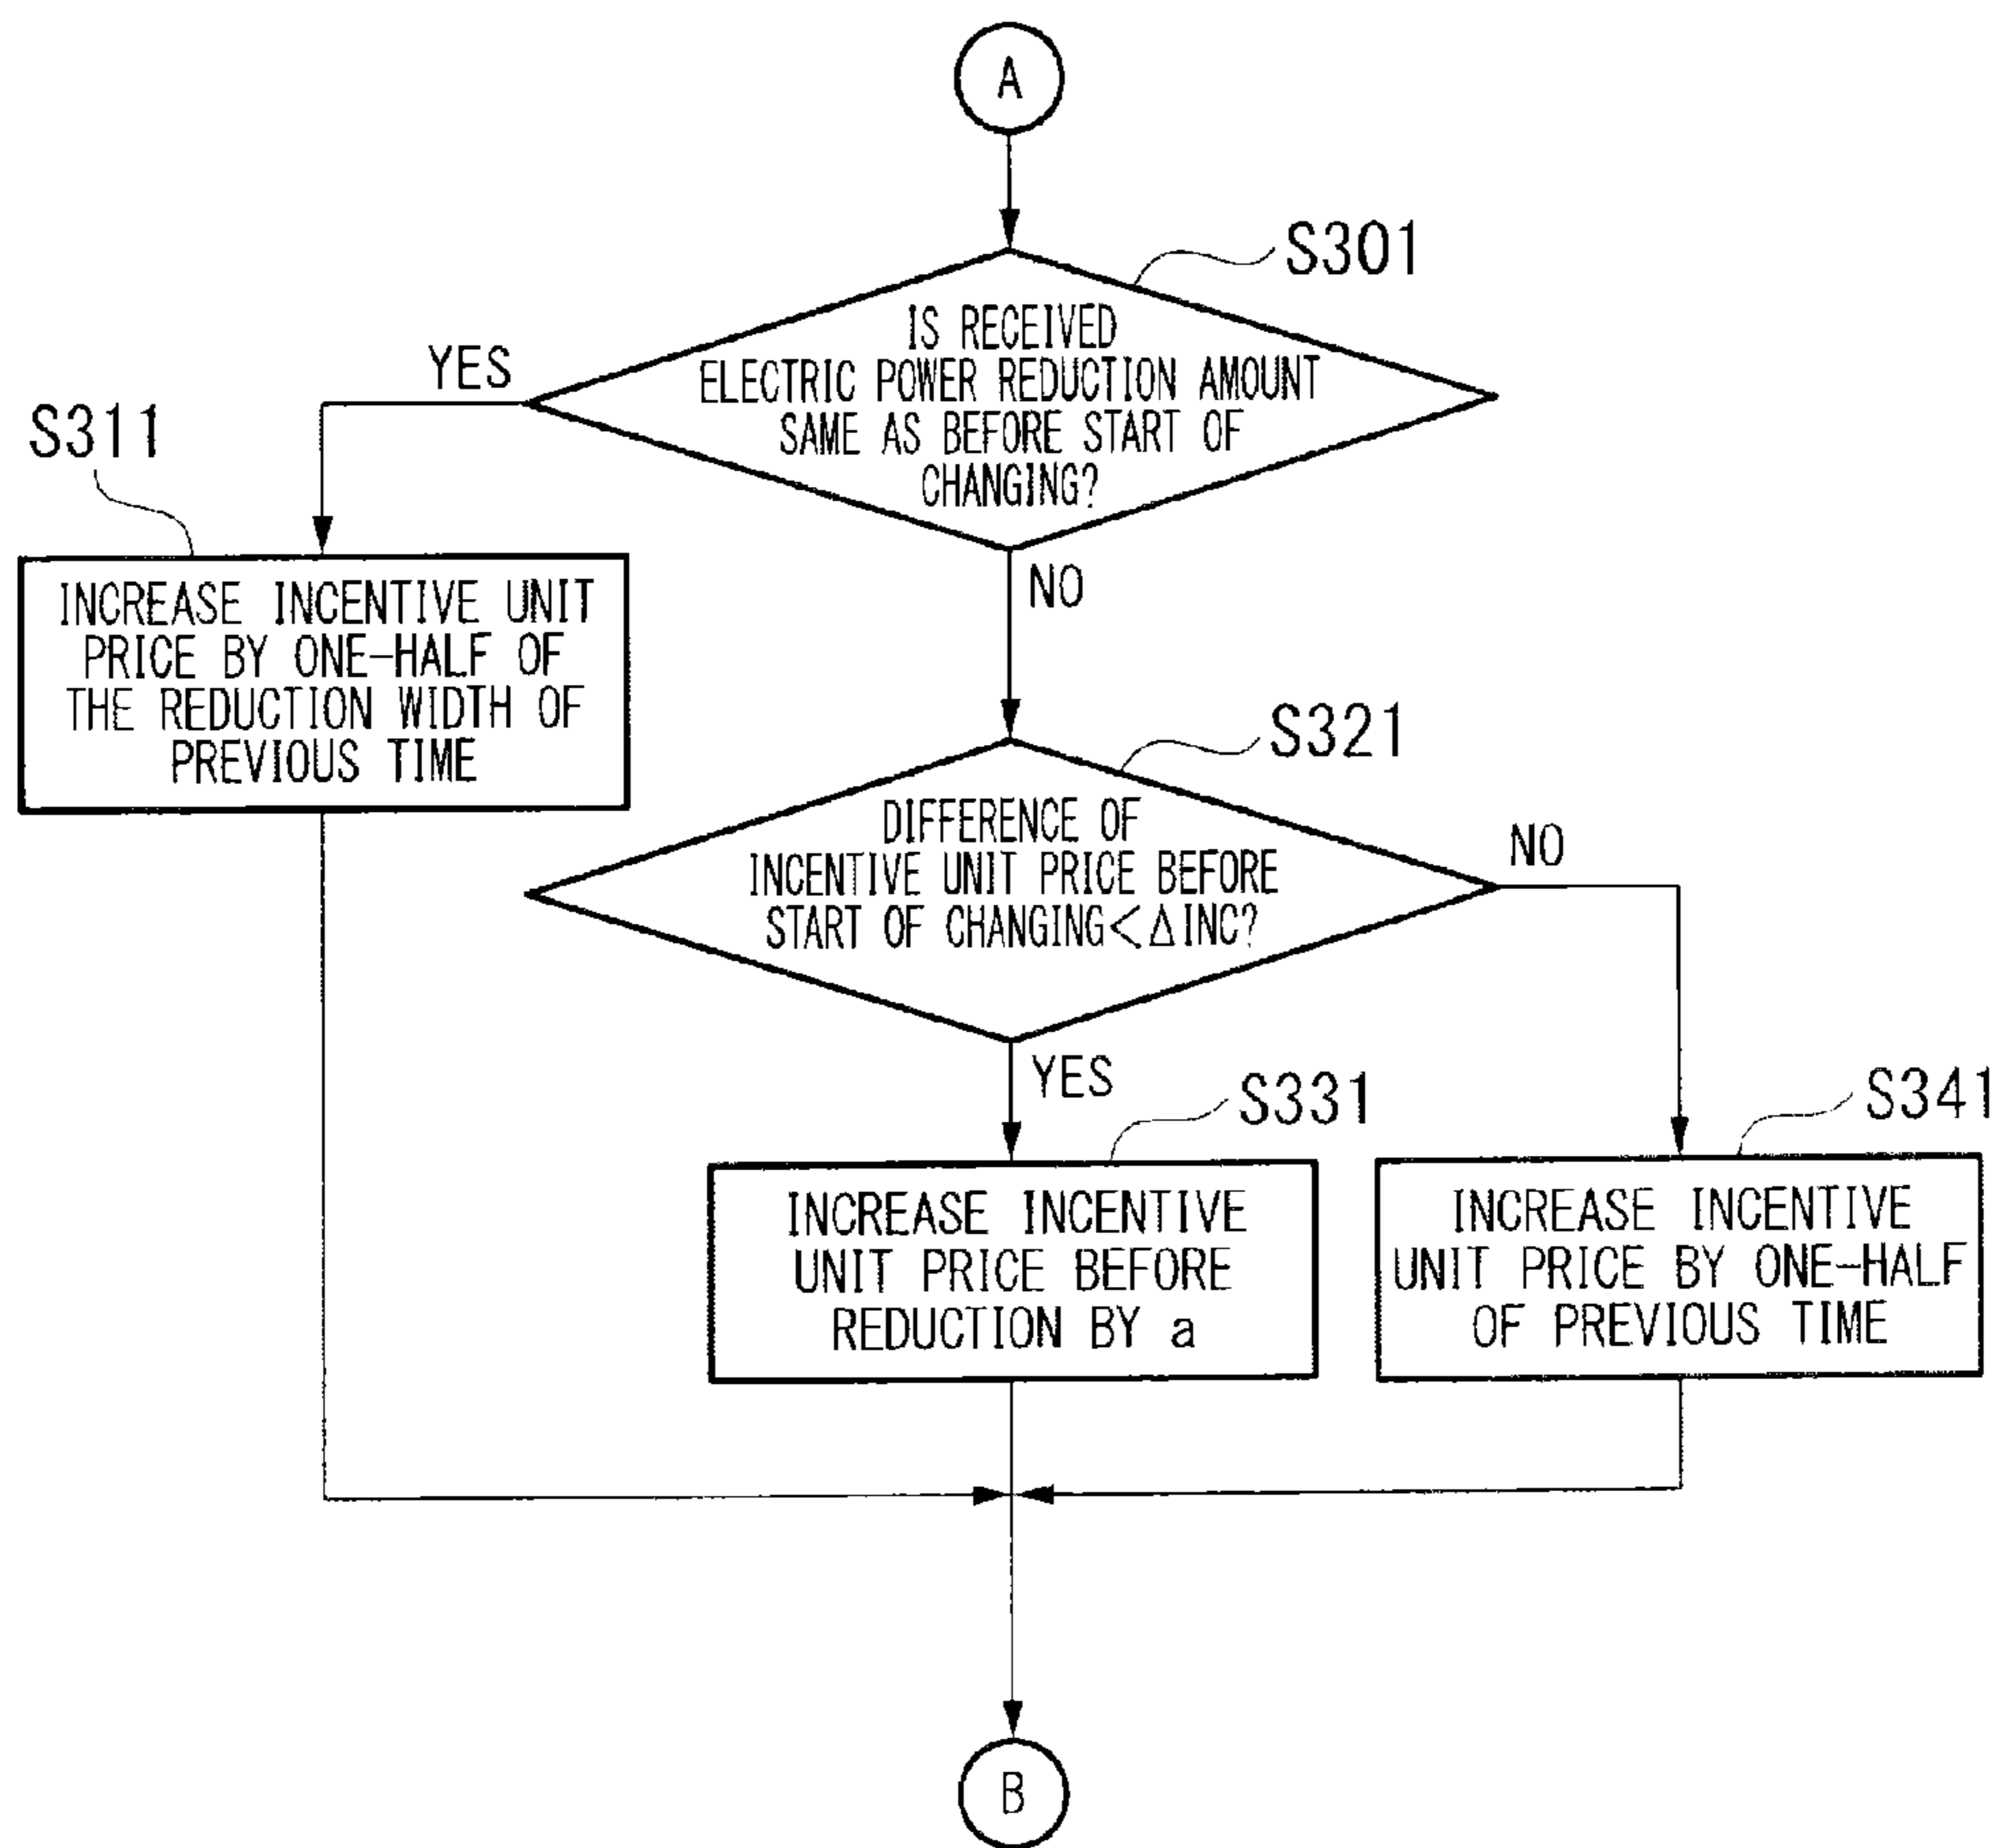 A
S301
IS RECEIVED
ELECTRIC POWER REDUCTION AMOUNT
SAME AS BEFORE START OF
CHANGING?
YES
NO
S311
INCREASE INCENTIVE UNIT
PRICE BY ONE-HALF OF
THE REDUCTION WIDTH OF
PREVIOUS TIME
S321
DIFFERENCE OF
INCENTIVE UNIT PRICE BEFORE
START OF CHANGING<ΔINC?
NO
YES
S331
INCREASE INCENTIVE
UNIT PRICE BEFORE
REDUCTION BY a
S341
INCREASE INCENTIVE
UNIT PRICE BY ONE-HALF
OF PREVIOUS TIME
B